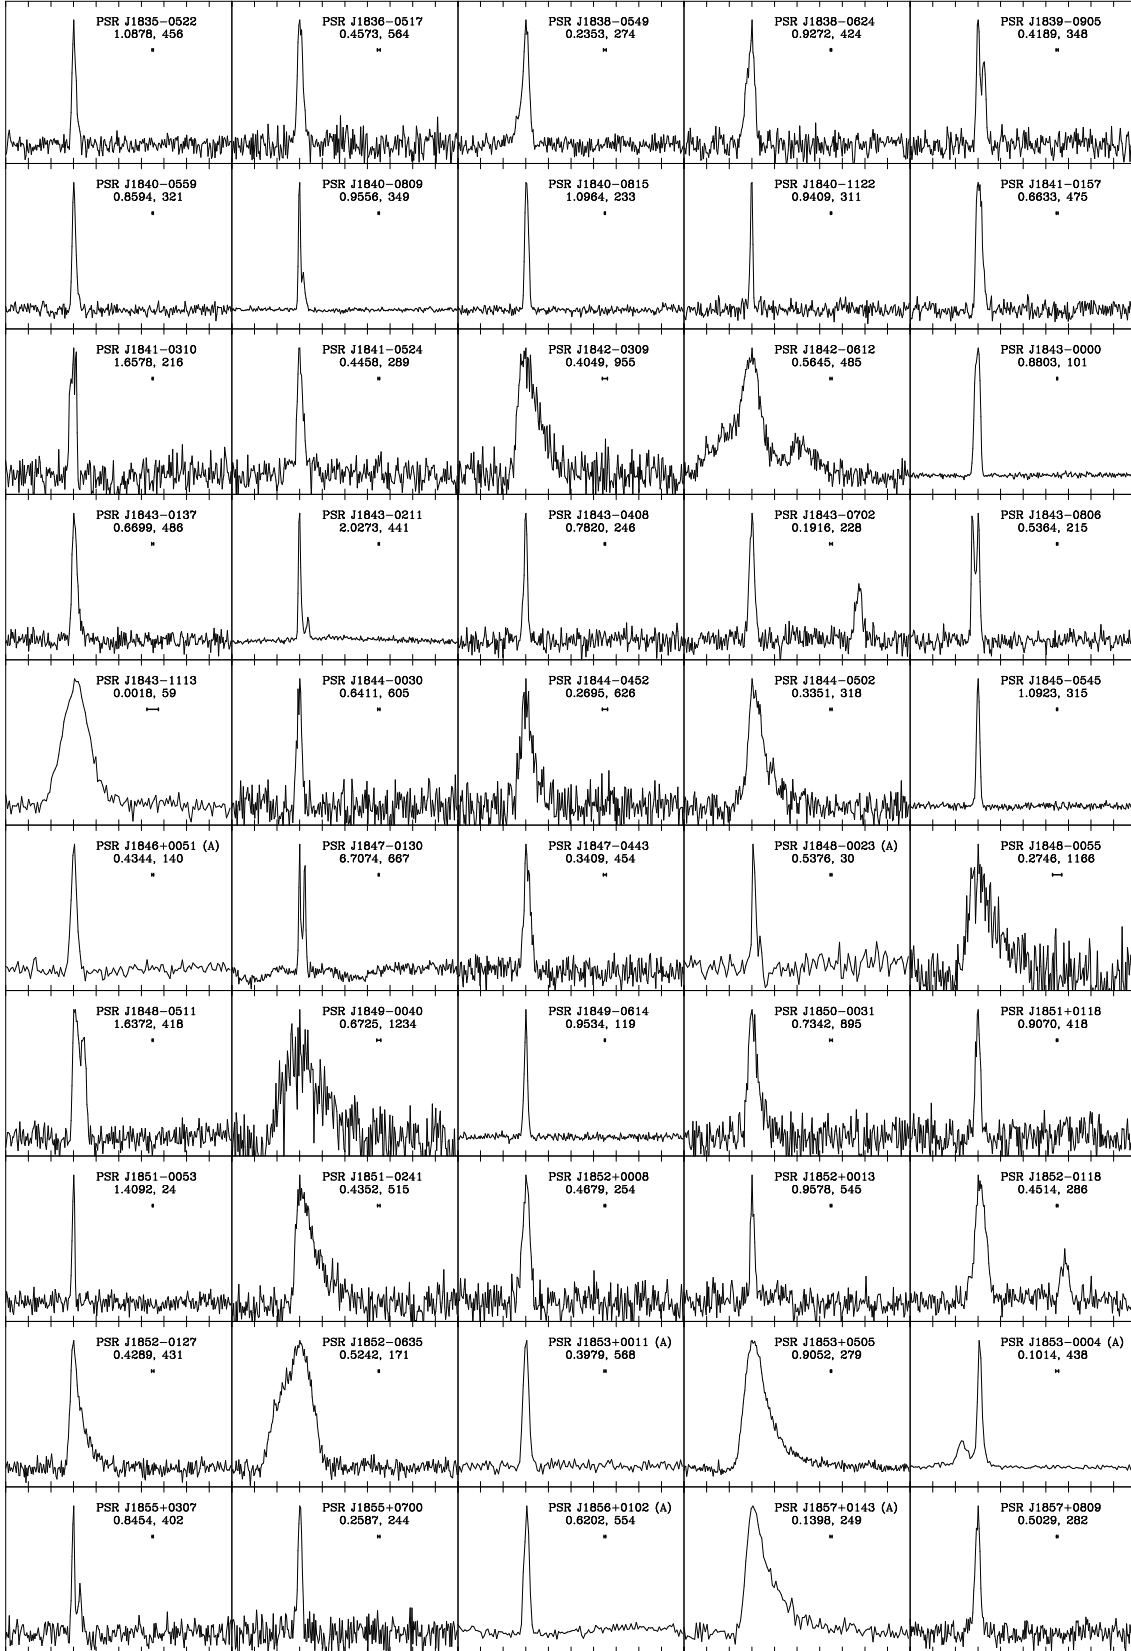 PSR J1835-0522
1.0878, 456
PSR J1836-0517
0.4573, 564
PSR J1838-0549
0.2353, 274
PSR J1838-0624
0.9272, 424
PSR J1839-0905
0.4189, 348
PSR J1840-0559
0.8594, 321
PSR J1840-0809
0.9556, 349
PSR J1840-0815
1.0964, 233
PSR J1840-1122
0.9409, 311
PSR J1841-0157
0.6633, 475
PSR J1841-0310
1.6578, 216
PSR J1841-0524
0.4458, 289
PSR J1842-0309
0.4049, 955
PSR J1842-0612
0.5645, 485
PSR J1843-0000
0.8803, 101
PSR J1843-0137
0.6699, 486
PSR J1843-0211
2.0273, 441
PSR J1843-0408
0.7820, 246
PSR J1843-0702
0.1916, 228
PSR J1843-0806
0.5364, 215
PSR J1843-1113
0.0018, 59
PSR J1844-0030
0.6411, 605
PSR J1844-0452
0.2695, 626
PSR J1844-0502
0.3351, 318
PSR J1845-0545
1.0923, 315
PSR J1846+0051 (A)
0.4344, 140
PSR J1847-0130
6.7074, 667
PSR J1847-0443
0.3409, 454
PSR J1848-0023 (A)
0.5376, 30
PSR J1848-0055
0.2746, 1166
PSR J1848-0511
1.6372, 418
PSR J1849-0040
0.6725, 1234
PSR J1849-0614
0.9534, 119
PSR J1850-0031
0.7342, 895
PSR J1851+0118
0.9070, 418
PSR J1851-0053
1.4092, 24
PSR J1851-0241
0.4352, 515
PSR J1852+0008
0.4679, 254
PSR J1852+0013
0.9578, 545
PSR J1852-0118
0.4514, 286
PSR J1852-0127
0.4289, 431
PSR J1852-0635
0.5242, 171
PSR J1853+0011 (A)
0.3979, 568
PSR J1853+0505
0.9052, 279
PSR J1853-0004 (A)
0.1014, 438
PSR J1855+0307
0.8454, 402
PSR J1855+0700
0.2587, 244
PSR J1856+0102 (A)
0.6202, 554
PSR J1857+0143 (A)
0.1398, 249
PSR J1857+0809
0.5029, 282